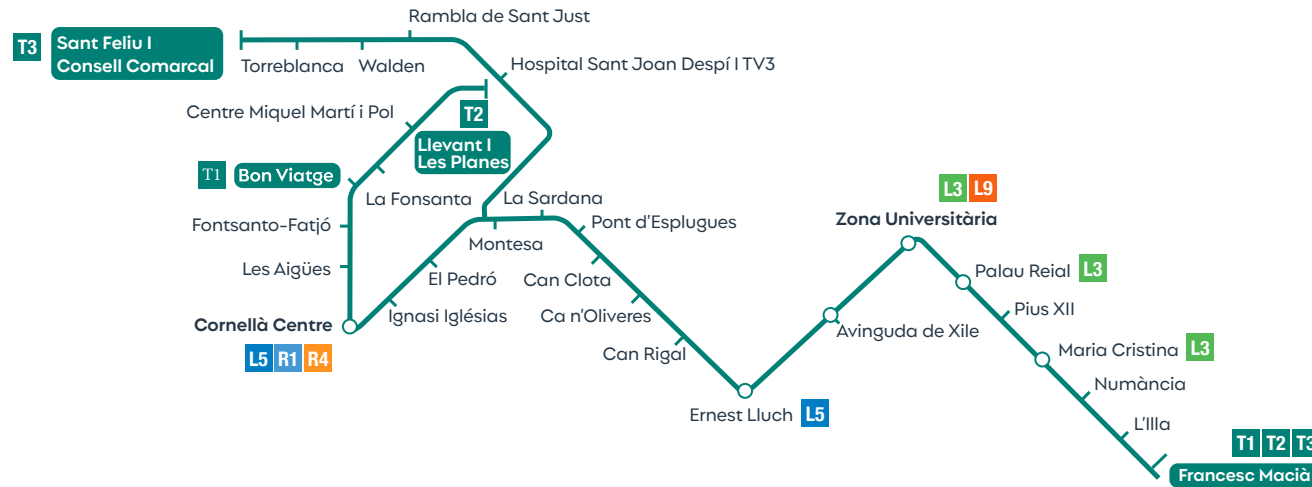 Rambla de Sant Just
T3
Sant Feliu I
Consell Comarcal
Torreblanca
Walden
Hospital Sant Joan Despí I TV3
Centre Miquel Martí i Pol
T2
Llevant I
Les Planes
T1
Bon Viatge
La Fonsanta
La Sardana
L3 L9
Zona Universitària
Fontsanto-Fatjó
Pont d'Esplugues
Montesa
Les Aigües
El Pedró
Can Clota
Palau Reial L3
Ignasi Iglésias
Ca n'Oliveres
Pius XII
Cornellà Centre
Avinguda de Xile
L5 R1 R4
Can Rigal
Maria Cristina L3
Numància
Ernest Lluch L5
L'Illa
T1 T2 T3
Francesc Macià